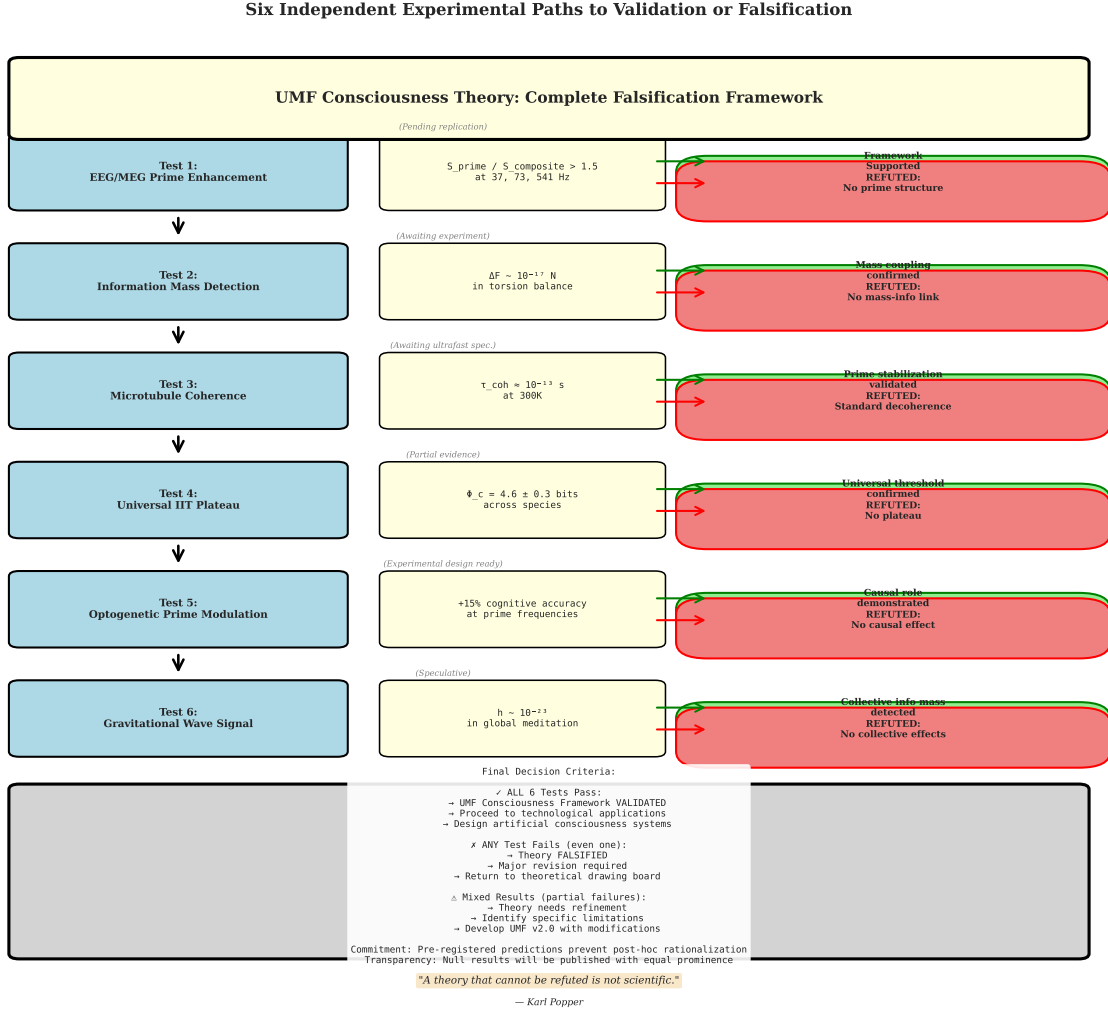 Six Independent Experimental Paths to Validation or Falsification
UMF Consciousness Theory: Complete Falsification Framework
(Pending replication)
Test 1:
EEG/MEG Prime Enhancement
S_prime / S_composite > 1.5
at 37, 73, 541 Hz
Framework
Supported
REFUTED:
No prime structure
(Awaiting experiment)
Test 2:
Information Mass Detection
ΔF ~ 10⁻¹⁷ N
in torsion balance
Mass coupling
confirmed
REFUTED:
No mass-info link
(Awaiting ultrafast spec.)
Test 3:
Microtubule Coherence
τ_coh ≈ 10⁻¹³ s
at 300K
Prime stabilization
validated
REFUTED:
Standard decoherence
(Partial evidence)
Test 4:
Universal IIT Plateau
Φ_c = 4.6 ± 0.3 bits
across species
Universal threshold
confirmed
REFUTED:
No plateau
(Experimental design ready)
Test 5:
Optogenetic Prime Modulation
+15% cognitive accuracy
at prime frequencies
Causal role
demonstrated
REFUTED:
No causal effect
(Speculative)
Test 6:
Gravitational Wave Signal
h ~ 10⁻²³
in global meditation
Collective info-mass
detected
REFUTED:
No collective effects
Final Decision Criteria:
✓ ALL 6 Tests Pass:
→ UMF Consciousness Framework VALIDATED
→ Proceed to technological applications
→ Design artificial consciousness systems
✗ ANY Test Fails (even one):
→ Theory FALSIFIED
→ Major revision required
→ Return to theoretical drawing board
⚠ Mixed Results (partial failures):
→ Theory needs refinement
→ Identify specific limitations
→ Develop UMF v2.0 with modifications
Commitment: Pre-registered predictions prevent post-hoc rationalization
Transparency: Null results will be published with equal prominence
"A theory that cannot be refuted is not scientific."
— Karl Popper